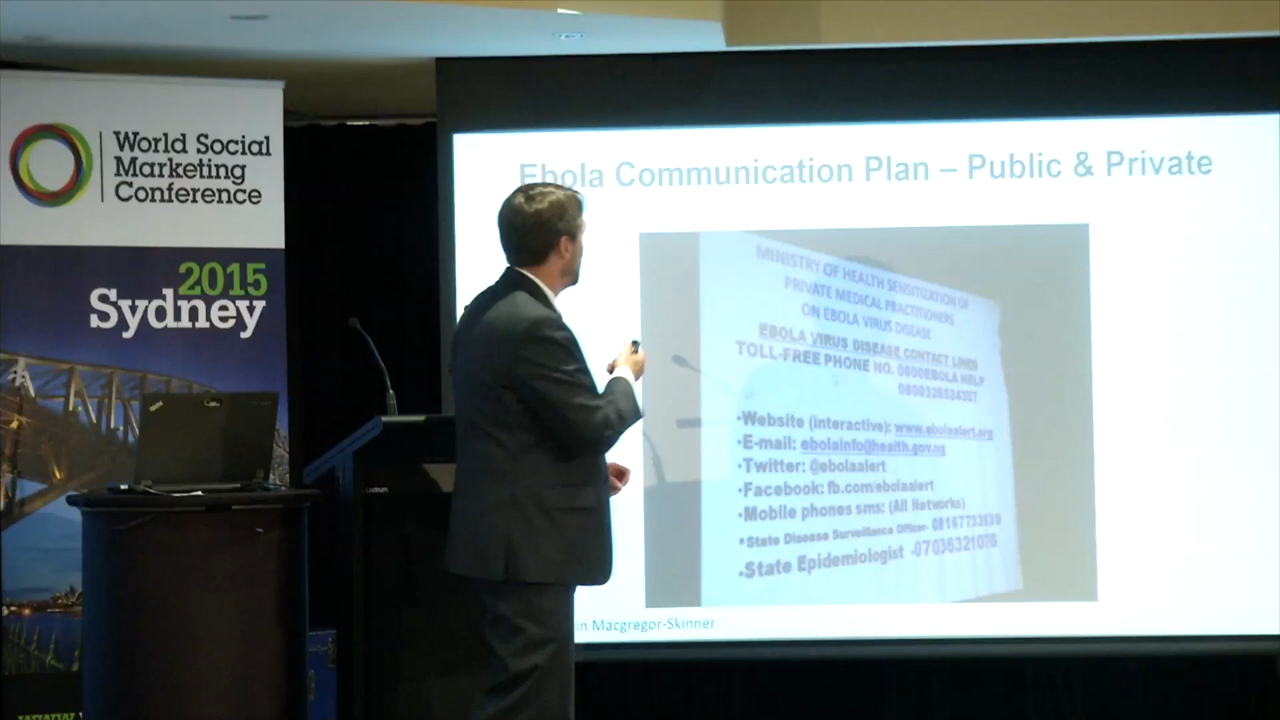 World Social
Marketing
Conference
2015
Sydney
Ebola Communication Plan – Public & Private
MINISTRY OF HEALTH SENSITIZATION OF
PRIVATE MEDICAL PRACTITIONERS
ON EBOLA VIRUS DISEASE
EBOLA VIRUS DISEASE CONTACT LINES
TOLL-FREE PHONE NO. 0800EBOLA HELP
•Website (interactive): www.ebolaalert.org
•E-mail: ebolainfo@health.gov.ng
•Twitter: @ebolaalert
•Facebook: fb.com/ebolaalert
•Mobile phones sms: (All Networks)
•State Disease Surveillance Officer-
•State Epidemiologist -07036321076
in Macgregor-Skinner
Lectrum